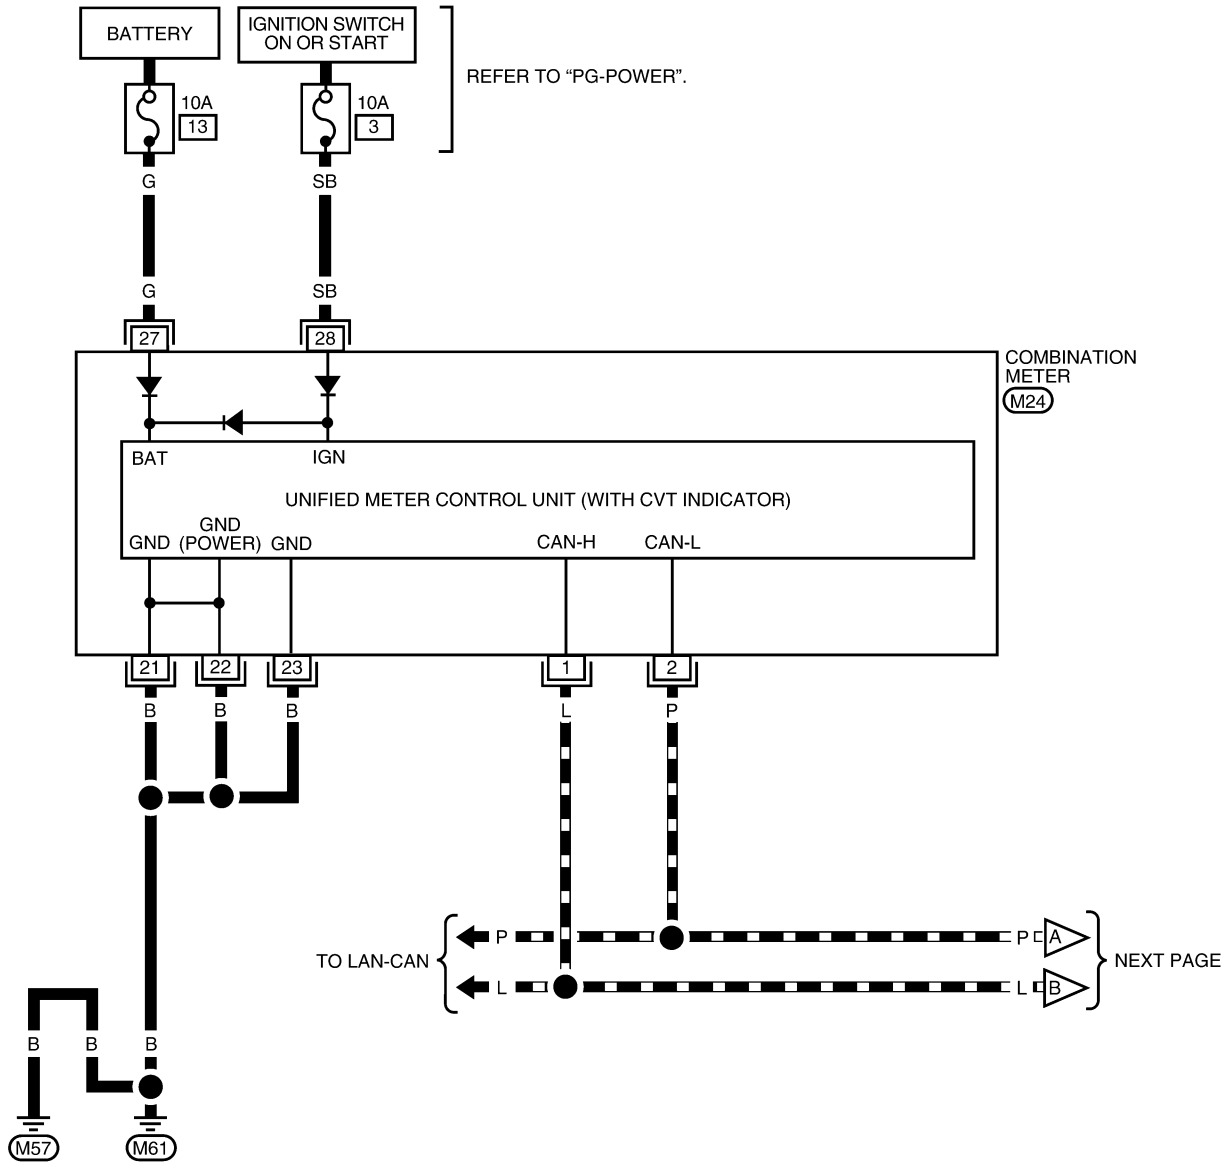 BATTERY
IGNITION SWITCH
ON OR START
REFER TO “PG-POWER”.
10A
13
10A
3
G
SB
G
SB
27
28
COMBINATION
METER
M24
BAT
IGN
UNIFIED METER CONTROL UNIT (WITH CVT INDICATOR)
GND
GND
(POWER)
GND
CAN-H
CAN-L
21
22
23
1
2
B
B
B
L
P
TO LAN-CAN
P
P
A
L
L
B
NEXT PAGE
B
B
B
M57
M61